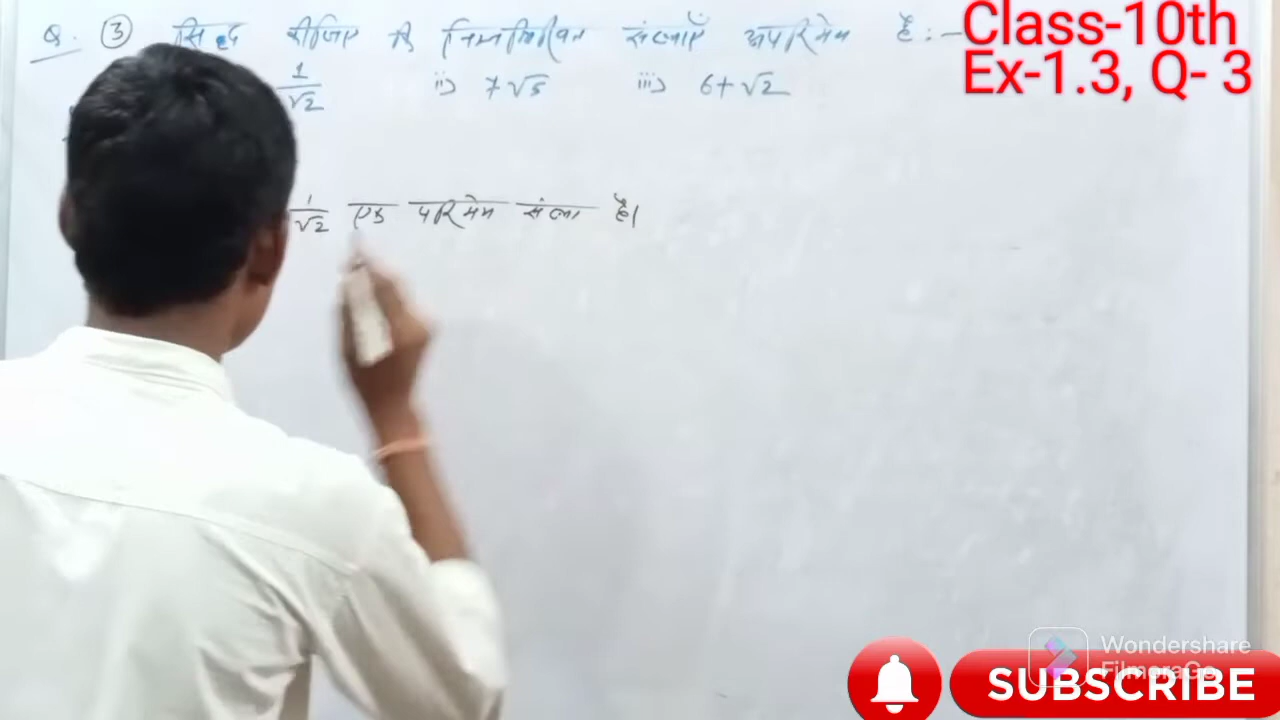 Q. ③ सिद्ध कीजिए कि निम्नलिखित संख्याएँ अपरिमेय हैं :-
1/√2 ii) 7√5 iii) 6+√2
1/√2 एक परिमेय संख्या है।
Class-10th
Ex-1.3, Q- 3
Wondershare
FilmoraGo
SUBSCRIBE